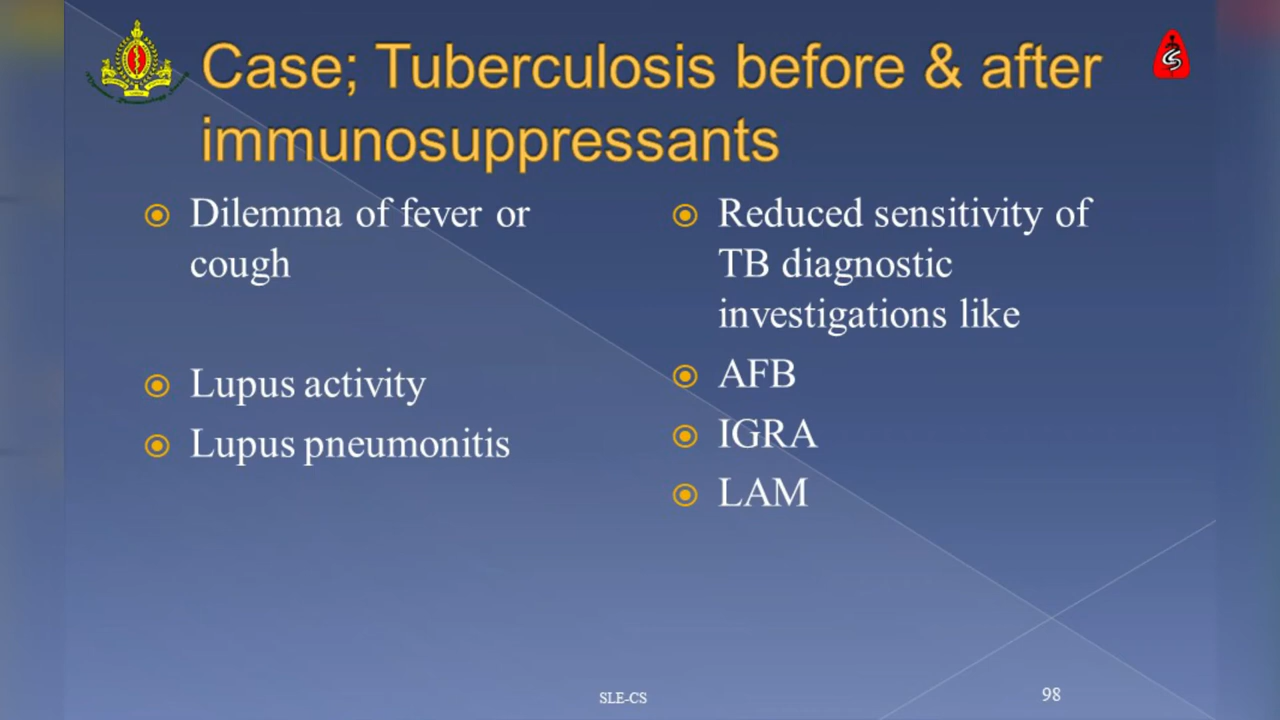 Case; Tuberculosis before & after
immunosuppressants
Dilemma of fever or
cough
Lupus activity
Lupus pneumonitis
Reduced sensitivity of
TB diagnostic
investigations like
AFB
IGRA
LAM
SLE-CS
98